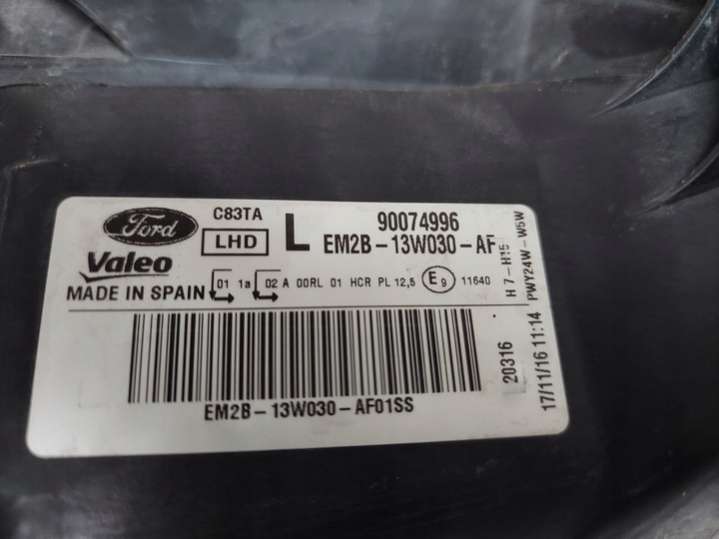 Ford
C83TA
LHD
L
90074996
EM2B-13W030-AF
Valeo
01 1a 02 A 00RL 01 HCR PL 12,5 E9 11640
MADE IN SPAIN
EM2B-13W030-AF01SS
H7-H15
PWY24W-W5W
20316
17/11/16 11:14